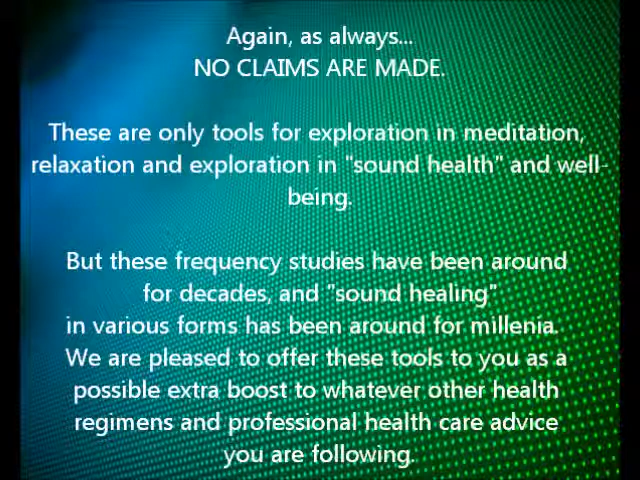 Again, as always...
NO CLAIMS ARE MADE.
These are only tools for exploration in meditation,
relaxation and exploration in "sound health" and well-
being.
But these frequency studies have been around
for decades, and "sound healing"
in various forms has been around for millenia.
We are pleased to offer these tools to you as a
possible extra boost to whatever other health
regimens and professional health care advice
you are following.